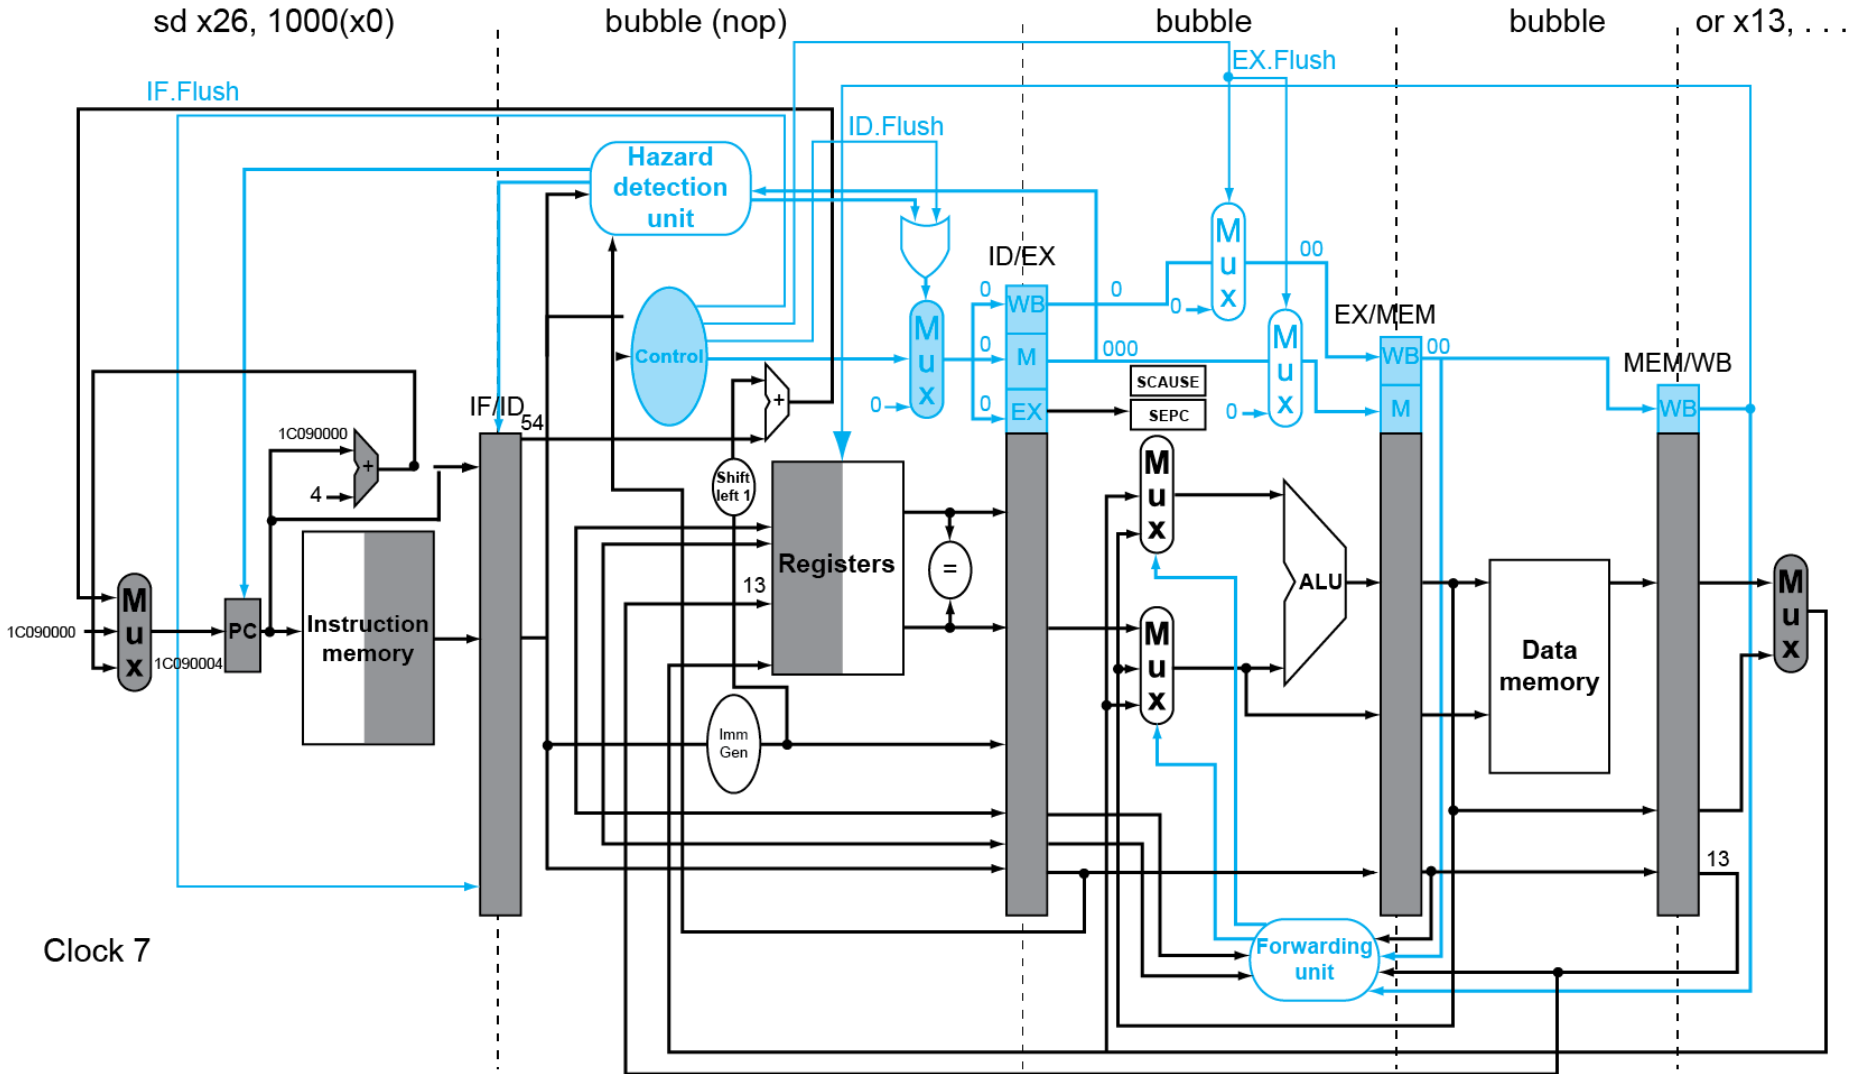 sd x26, 1000(x0)
bubble (nop)
bubble
bubble
or x13, . . .
EX.Flush
IF.Flush
ID.Flush
Hazard
detection
unit
M
u
x
00
ID/EX
0
WB
0
0
EX/MEM
M
u
x
Control
M
u
x
0
M
000
M
u
x
WB
00
MEM/WB
SCAUSE
0
0
EX
SEPC
0
M
WB
IF/ID
54
+
1C090000
+
4
Shift
left 1
M
u
x
Registers
=
ALU
13
M
u
x
PC
Instruction
memory
1C090000
1C090004
M
u
x
Data
memory
M
u
x
Imm
Gen
13
Forwarding
unit
Clock 7